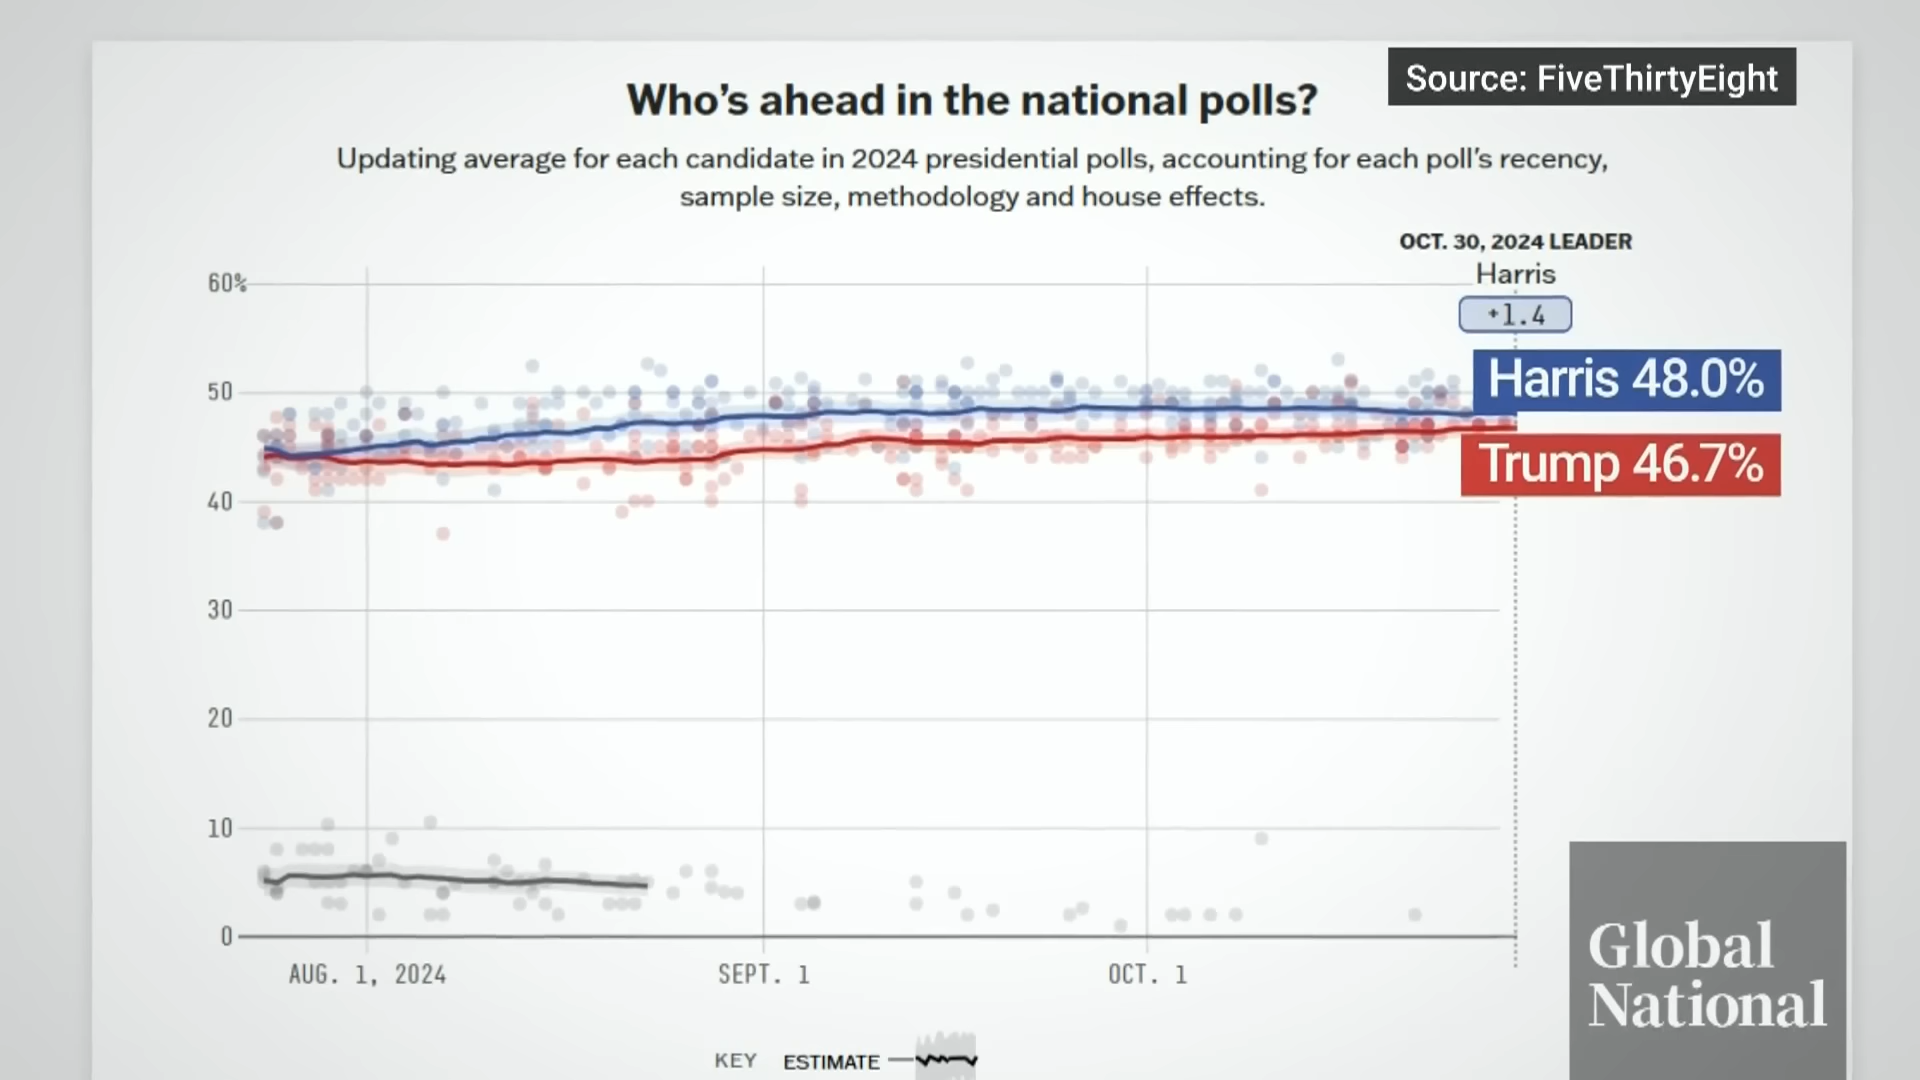 Source: FiveThirtyEight
Who's ahead in the national polls?
Updating average for each candidate in 2024 presidential polls, accounting for each poll's recency,
sample size, methodology and house effects.
OCT. 30, 2024 LEADER
Harris
+1.4
Harris 48.0%
Trump 46.7%
60%
50
40
30
20
10
0
AUG. 1, 2024
SEPT. 1
OCT. 1
KEY ESTIMATE
Global
National